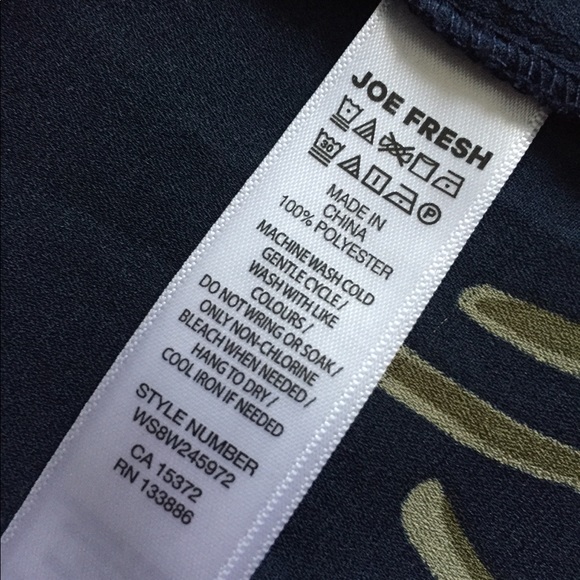 JOE FRESH
30 P
MADE IN
CHINA
100% POLYESTER
MACHINE WASH COLD
GENTLE CYCLE /
WASH WITH LIKE
COLOURS /
DO NOT WRING OR SOAK /
ONLY NON-CHLORINE
BLEACH WHEN NEEDED /
HANG TO DRY /
COOL IRON IF NEEDED
STYLE NUMBER
WS8W245972
CA 15372
RN 133886